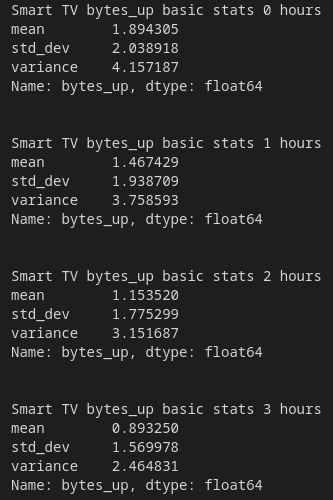 Smart TV bytes_up basic stats 0 hours
mean        1.894305
std_dev     2.038918
variance    4.157187
Name: bytes_up, dtype: float64
Smart TV bytes_up basic stats 1 hours
mean        1.467429
std_dev     1.938709
variance    3.758593
Name: bytes_up, dtype: float64
Smart TV bytes_up basic stats 2 hours
mean        1.153520
std_dev     1.775299
variance    3.151687
Name: bytes_up, dtype: float64
Smart TV bytes_up basic stats 3 hours
mean        0.893250
std_dev     1.569978
variance    2.464831
Name: bytes_up, dtype: float64